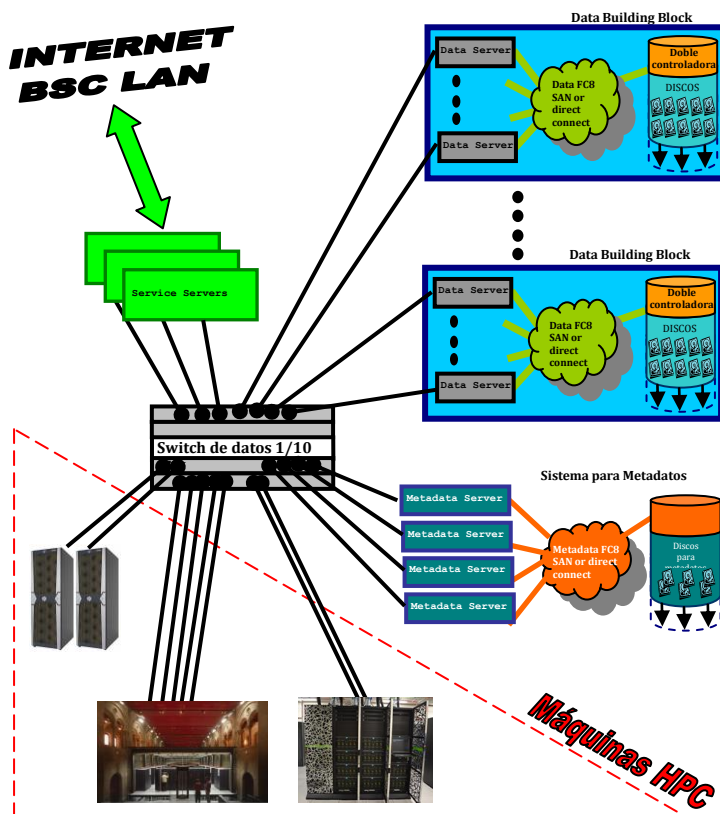 INTERNET
BSC LAN
Data Building Block
Data Server
Data Server
Data FC8
SAN or
direct
connect
Doble
controladora
DISCOS
Service Servers
Data Building Block
Data Server
Data Server
Data FC8
SAN or
direct
connect
Doble
controladora
DISCOS
Switch de datos 1/10
Sistema para Metadatos
Metadata Server
Metadata Server
Metadata Server
Metadata Server
Metadata FC8
SAN or direct
connect
Discos
para
metadatos
Máquinas HPC